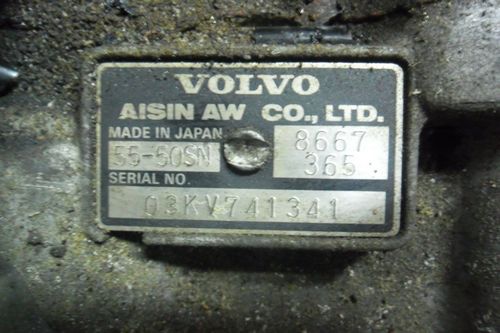 VOLVO
AISIN AW CO., LTD.
MADE IN JAPAN 8667
55-50SN 365
SERIAL NO.
03KV741341